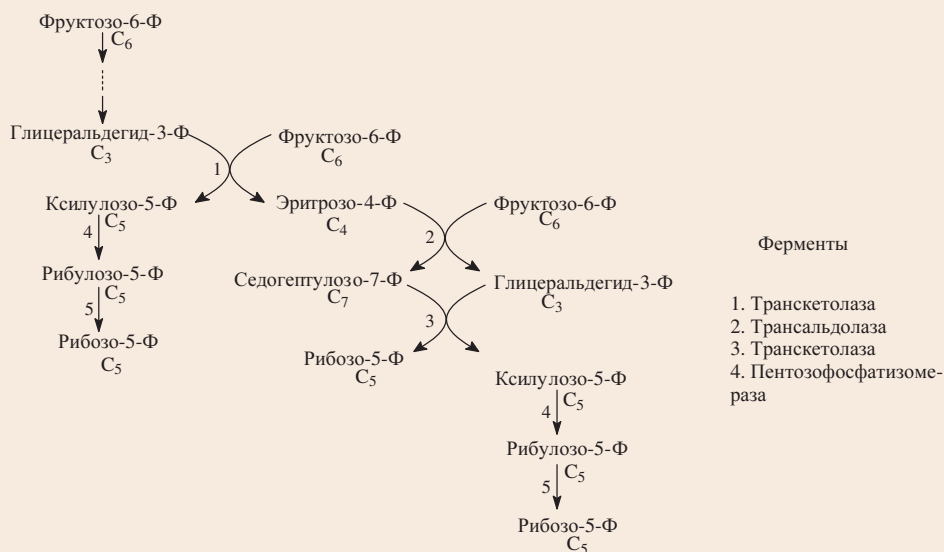 Фруктозо-6-Ф
C6
Глицеральдегид-3-Ф
C3
Фруктозо-6-Ф
C6
1
Ксилулозо-5-Ф
C5
Эритрозо-4-Ф
C4
Фруктозо-6-Ф
C6
4
2
Рибулозо-5-Ф
C5
Седогептулозо-7-Ф
C7
Глицеральдегид-3-Ф
C3
5
3
Рибозо-5-Ф
C5
Рибозо-5-Ф
C5
Ксилулозо-5-Ф
C5
4
Рибулозо-5-Ф
C5
5
Рибозо-5-Ф
C5
Ферменты
1. Транскетолаза
2. Трансальдолаза
3. Транскетолаза
4. Пентозофосфатизоме-
раза